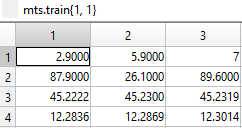 mts.train{1, 1}
1 2 3
1 2.9000 5.9000 7
2 87.9000 26.1000 89.6000
3 45.2222 45.2300 45.2319
4 12.2836 12.2869 12.3014